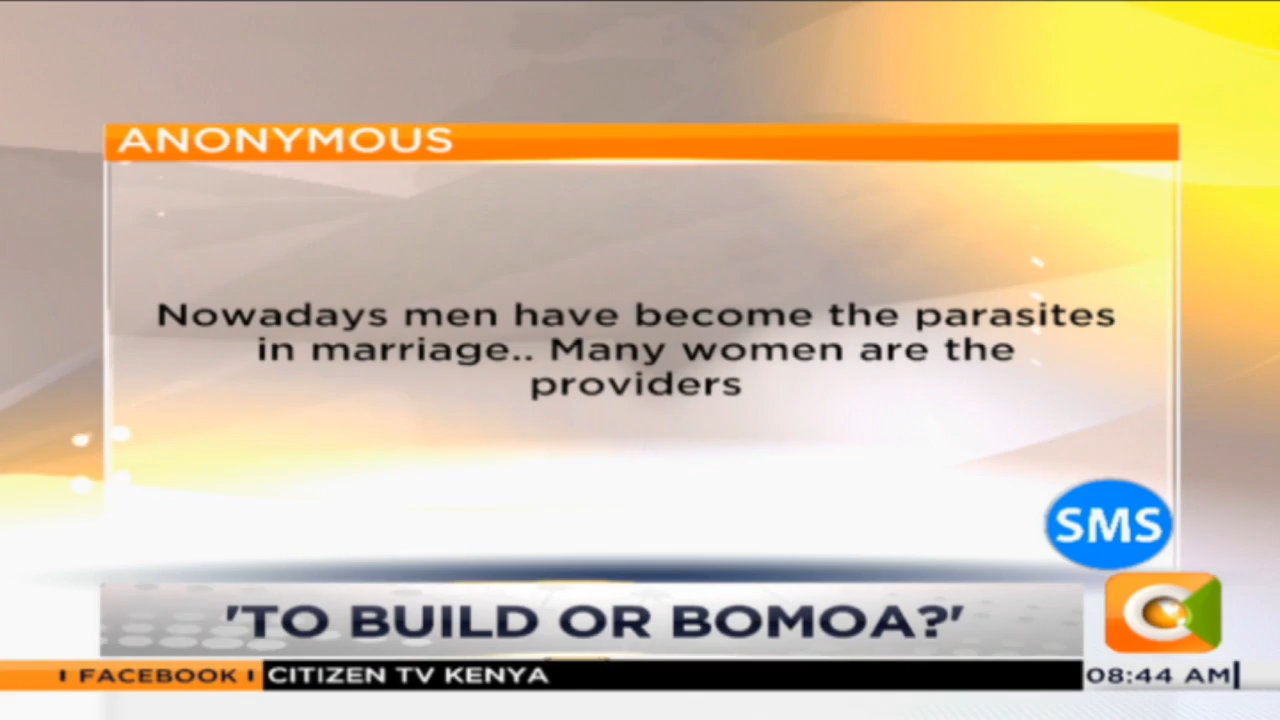 ANONYMOUS
Nowadays men have become the parasites
in marriage.. Many women are the
providers
SMS
'TO BUILD OR BOMOA?'
I FACEBOOK I CITIZEN TV KENYA
08:44 AM